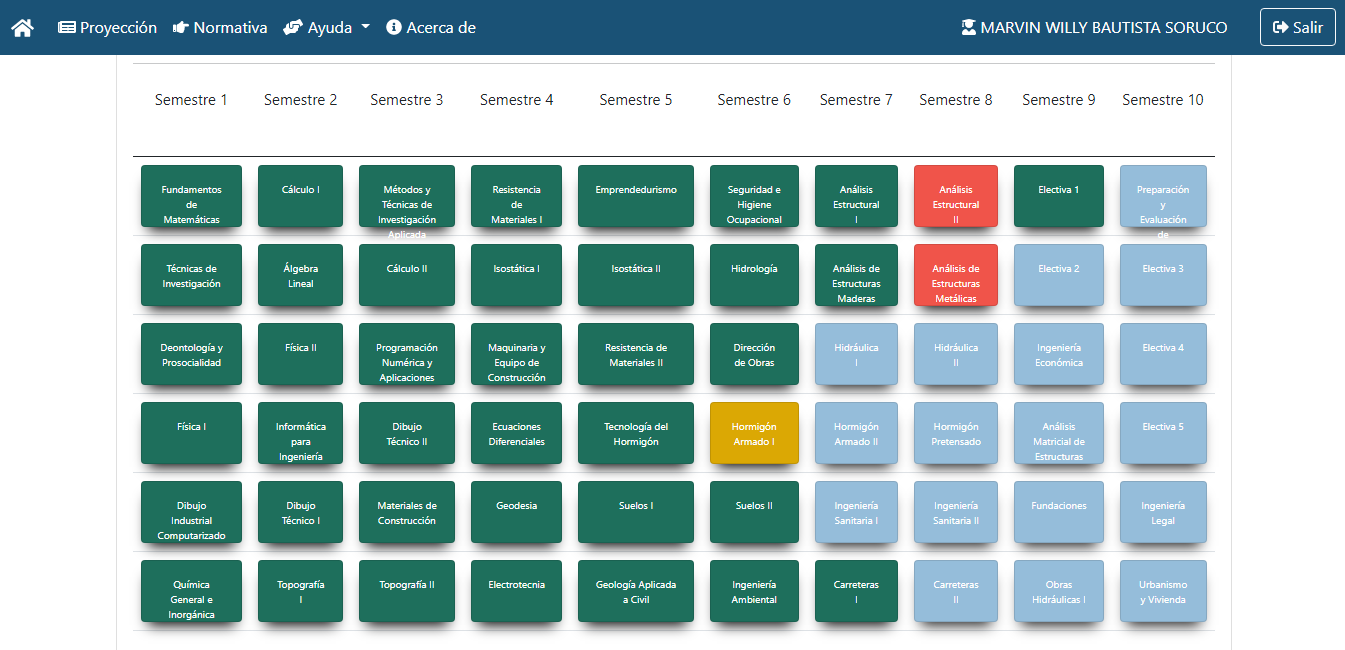 Proyección Normativa Ayuda Acerca de MARVIN WILLY BAUTISTA SORUCO Salir
Semestre 1 Semestre 2 Semestre 3 Semestre 4 Semestre 5 Semestre 6 Semestre 7 Semestre 8 Semestre 9 Semestre 10
Fundamentos
de
Matemáticas
Cálculo I
Métodos y
Técnicas de
Investigación
Aplicada
Resistencia
de
Materiales I
Emprendedurismo
Seguridad e
Higiene
Ocupacional
Análisis
Estructural
I
Análisis
Estructural
II
Electiva 1
Preparación
y
Evaluación
de
Técnicas de
Investigación
Álgebra
Lineal
Cálculo II
Isostática I
Isostática II
Hidrología
Análisis de
Estructuras
Maderas
Análisis de
Estructuras
Metálicas
Electiva 2
Electiva 3
Deontología y
Prosocialidad
Física II
Programación
Numérica y
Aplicaciones
Maquinaria y
Equipo de
Construcción
Resistencia de
Materiales II
Dirección
de Obras
Hidráulica
I
Hidráulica
II
Ingeniería
Económica
Electiva 4
Física I
Informática
para
Ingeniería
Dibujo
Técnico II
Ecuaciones
Diferenciales
Tecnología del
Hormigón
Hormigón
Armado I
Hormigón
Armado II
Hormigón
Pretensado
Análisis
Matricial de
Estructuras
Electiva 5
Dibujo
Industrial
Computarizado
Dibujo
Técnico I
Materiales de
Construcción
Geodesia
Suelos I
Suelos II
Ingeniería
Sanitaria I
Ingeniería
Sanitaria II
Fundaciones
Ingeniería
Legal
Química
General e
Inorgánica
Topografía
I
Topografía II
Electrotecnia
Geología Aplicada
a Civil
Ingeniería
Ambiental
Carreteras
I
Carreteras
II
Obras
Hidráulicas I
Urbanismo
y Vivienda